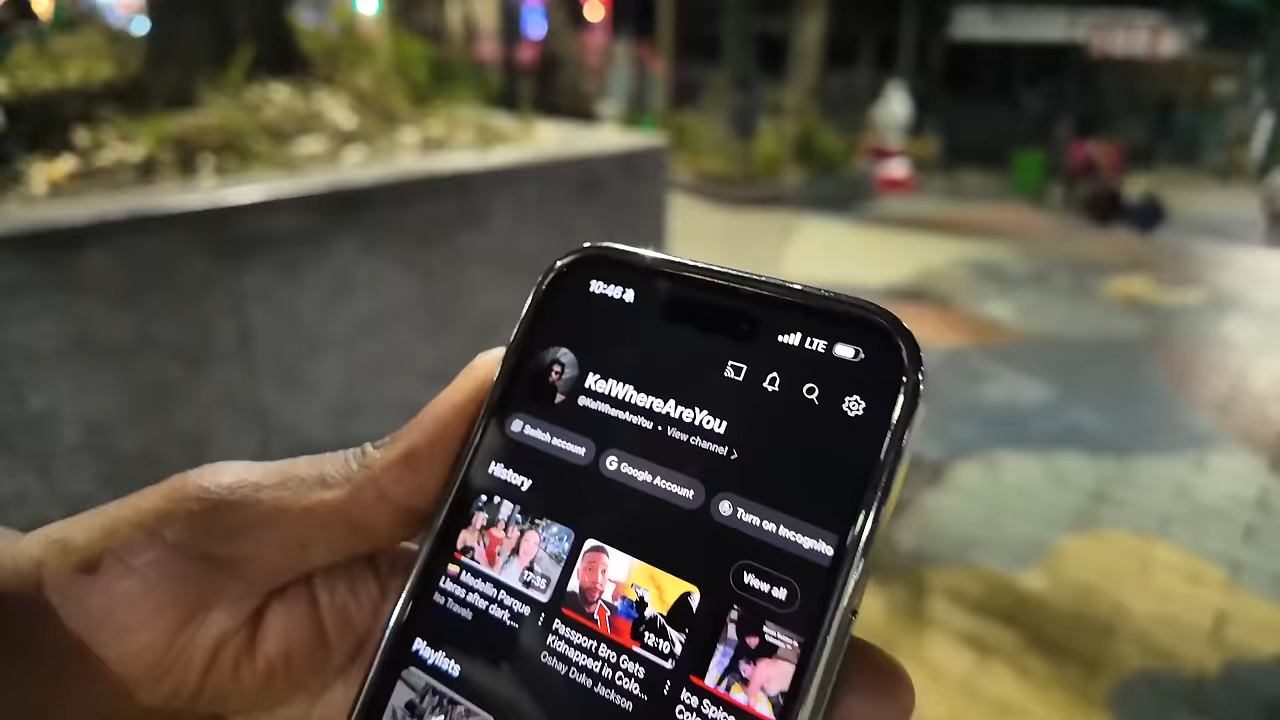 10:46
LTE
KelWhereAreYou
@KelWhereAreYou • View channel >
Switch account
Google Account
Turn on Incognito
History
View all
17:35
Medellin Parque
Lleras after dark,...
Isa Travels
12:10
Passport Bro Gets
Kidnapped in Colo...
Oshay Duke Jackson
Ice Spice
Playlists